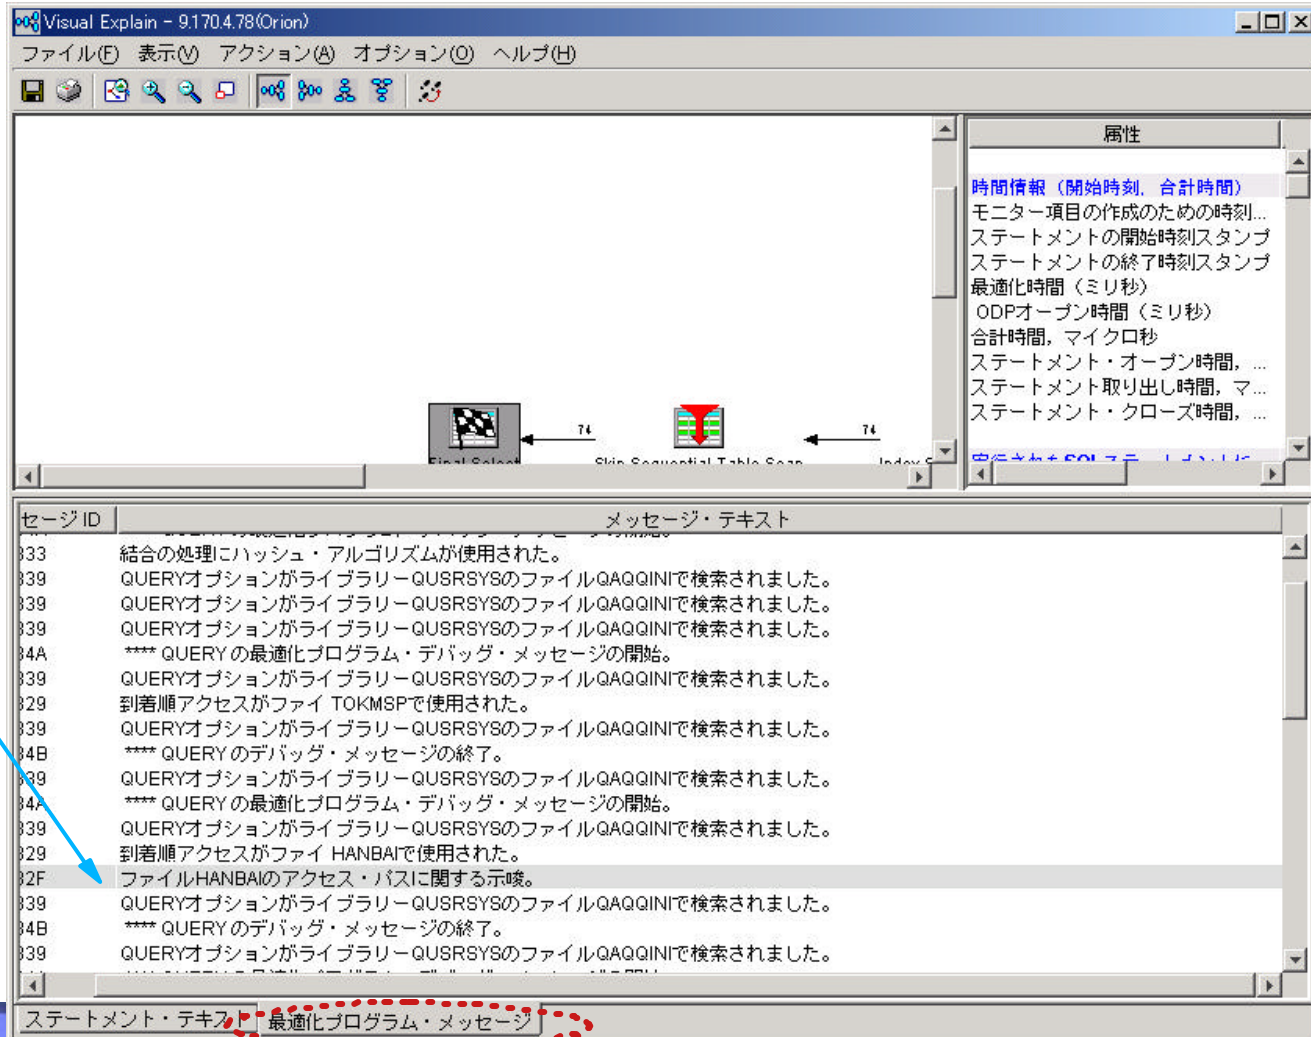 Visual Explain - 9.170.4.78(Orion)
ファイル(F) 表示(V) アクション(A) オプション(O) ヘルプ(H)
属性
時間情報（開始時刻, 合計時間）
モニター項目の作成のための時刻...
ステートメントの開始時刻スタンプ
ステートメントの終了時刻スタンプ
最適化時間（ミリ秒）
ODPオープン時間（ミリ秒）
合計時間, マイクロ秒
ステートメント・オープン時間, ...
ステートメント取り出し時間, マ...
ステートメント・クローズ時間, ...
74
74
Final Select
Skip Sequential Table Scan
Index S
セージ ID
メッセージ・テキスト
333 結合の処理にハッシュ・アルゴリズムが使用された。
339 QUERYオプションがライブラリーQUSRSYSのファイルQAQQINIで検索されました。
339 QUERYオプションがライブラリーQUSRSYSのファイルQAQQINIで検索されました。
339 QUERYオプションがライブラリーQUSRSYSのファイルQAQQINIで検索されました。
34A **** QUERY の最適化プログラム・デバッグ・メッセージの開始。
339 QUERYオプションがライブラリーQUSRSYSのファイルQAQQINIで検索されました。
329 到着順アクセスがファイ TOKMSPで使用された。
339 QUERYオプションがライブラリーQUSRSYSのファイルQAQQINIで検索されました。
34B **** QUERY のデバッグ・メッセージの終了。
339 QUERYオプションがライブラリーQUSRSYSのファイルQAQQINIで検索されました。
34A **** QUERY の最適化プログラム・デバッグ・メッセージの開始。
339 QUERYオプションがライブラリーQUSRSYSのファイルQAQQINIで検索されました。
329 到着順アクセスがファイ HANBAIで使用された。
32F ファイルHANBAIのアクセス・パスに関する示唆。
339 QUERYオプションがライブラリーQUSRSYSのファイルQAQQINIで検索されました。
34B **** QUERY のデバッグ・メッセージの終了。
339 QUERYオプションがライブラリーQUSRSYSのファイルQAQQINIで検索されました。
ステートメント・テキスト 最適化プログラム・メッセージ